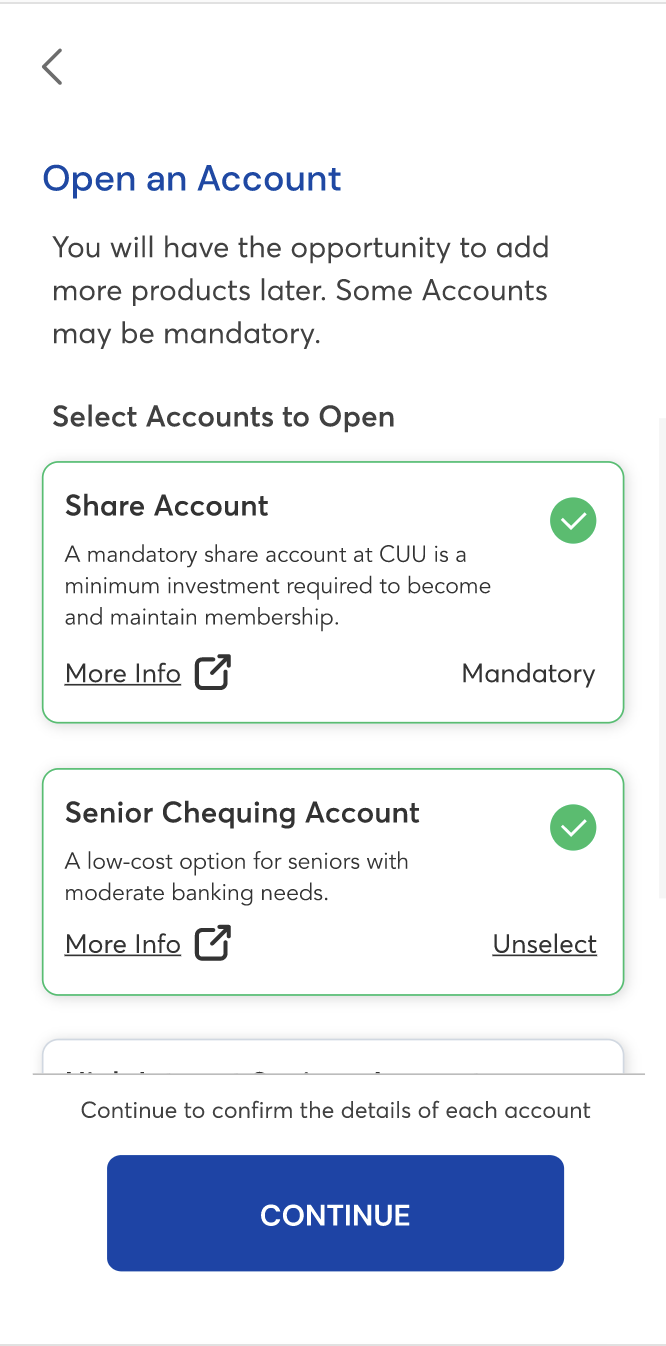 Open an Account
You will have the opportunity to add
more products later. Some Accounts
may be mandatory.
Select Accounts to Open
Share Account
A mandatory share account at CUU is a
minimum investment required to become
and maintain membership.
More Info
Mandatory
Senior Chequing Account
A low-cost option for seniors with
moderate banking needs.
More Info
Unselect
Continue to confirm the details of each account
CONTINUE